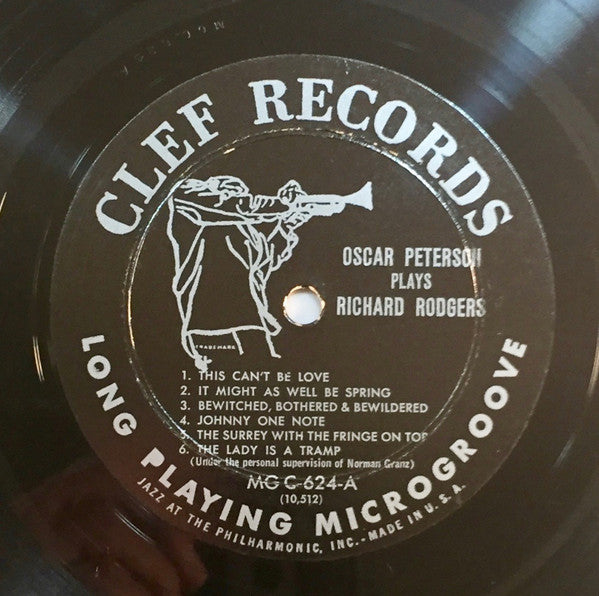 CLEF RECORDS
OSCAR PETERSON
PLAYS
RICHARD RODGERS
TRADEMARK
1. THIS CAN'T BE LOVE
2. IT MIGHT AS WELL BE SPRING
3. BEWITCHED, BOTHERED & BEWILDERED
4. JOHNNY ONE NOTE
5. THE SURREY WITH THE FRINGE ON TOP
6. THE LADY IS A TRAMP
(Under the personal supervision of Norman Granz)
MG C-624-A
(10,512)
LONG PLAYING MICROGROOVE
JAZZ AT THE PHILHARMONIC, INC.-MADE IN U.S.A.